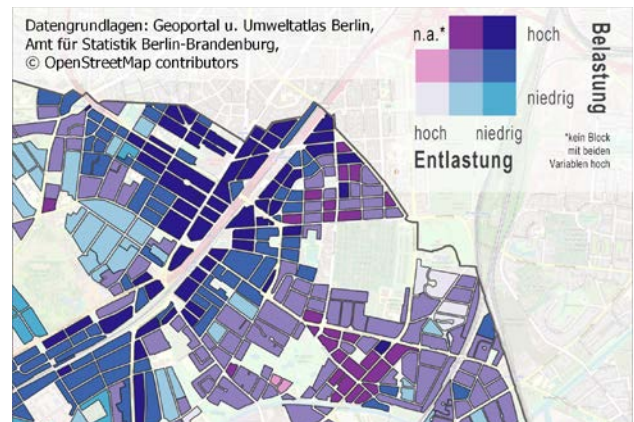 Datengrundlagen: Geoportal u. Umweltatlas Berlin,
Amt für Statistik Berlin-Brandenburg,
© OpenStreetMap contributors
n.a.*
hoch
niedrig
Belastung
hoch niedrig
Entlastung
*kein Block
mit beiden
Variablen hoch